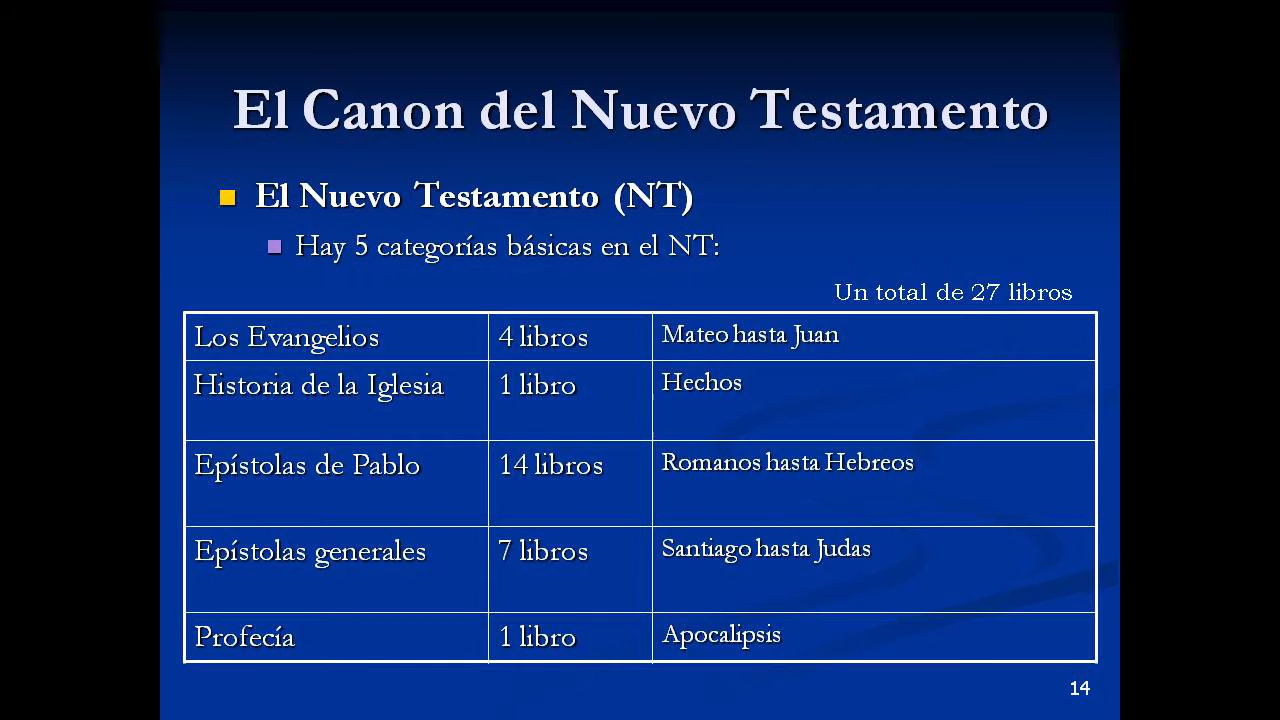 El Canon del Nuevo Testamento
El Nuevo Testamento (NT)
Hay 5 categorías básicas en el NT:
Un total de 27 libros
Los Evangelios 4 libros Mateo hasta Juan
Historia de la Iglesia 1 libro Hechos
Epístolas de Pablo 14 libros Romanos hasta Hebreos
Epístolas generales 7 libros Santiago hasta Judas
Profecía 1 libro Apocalipsis
14